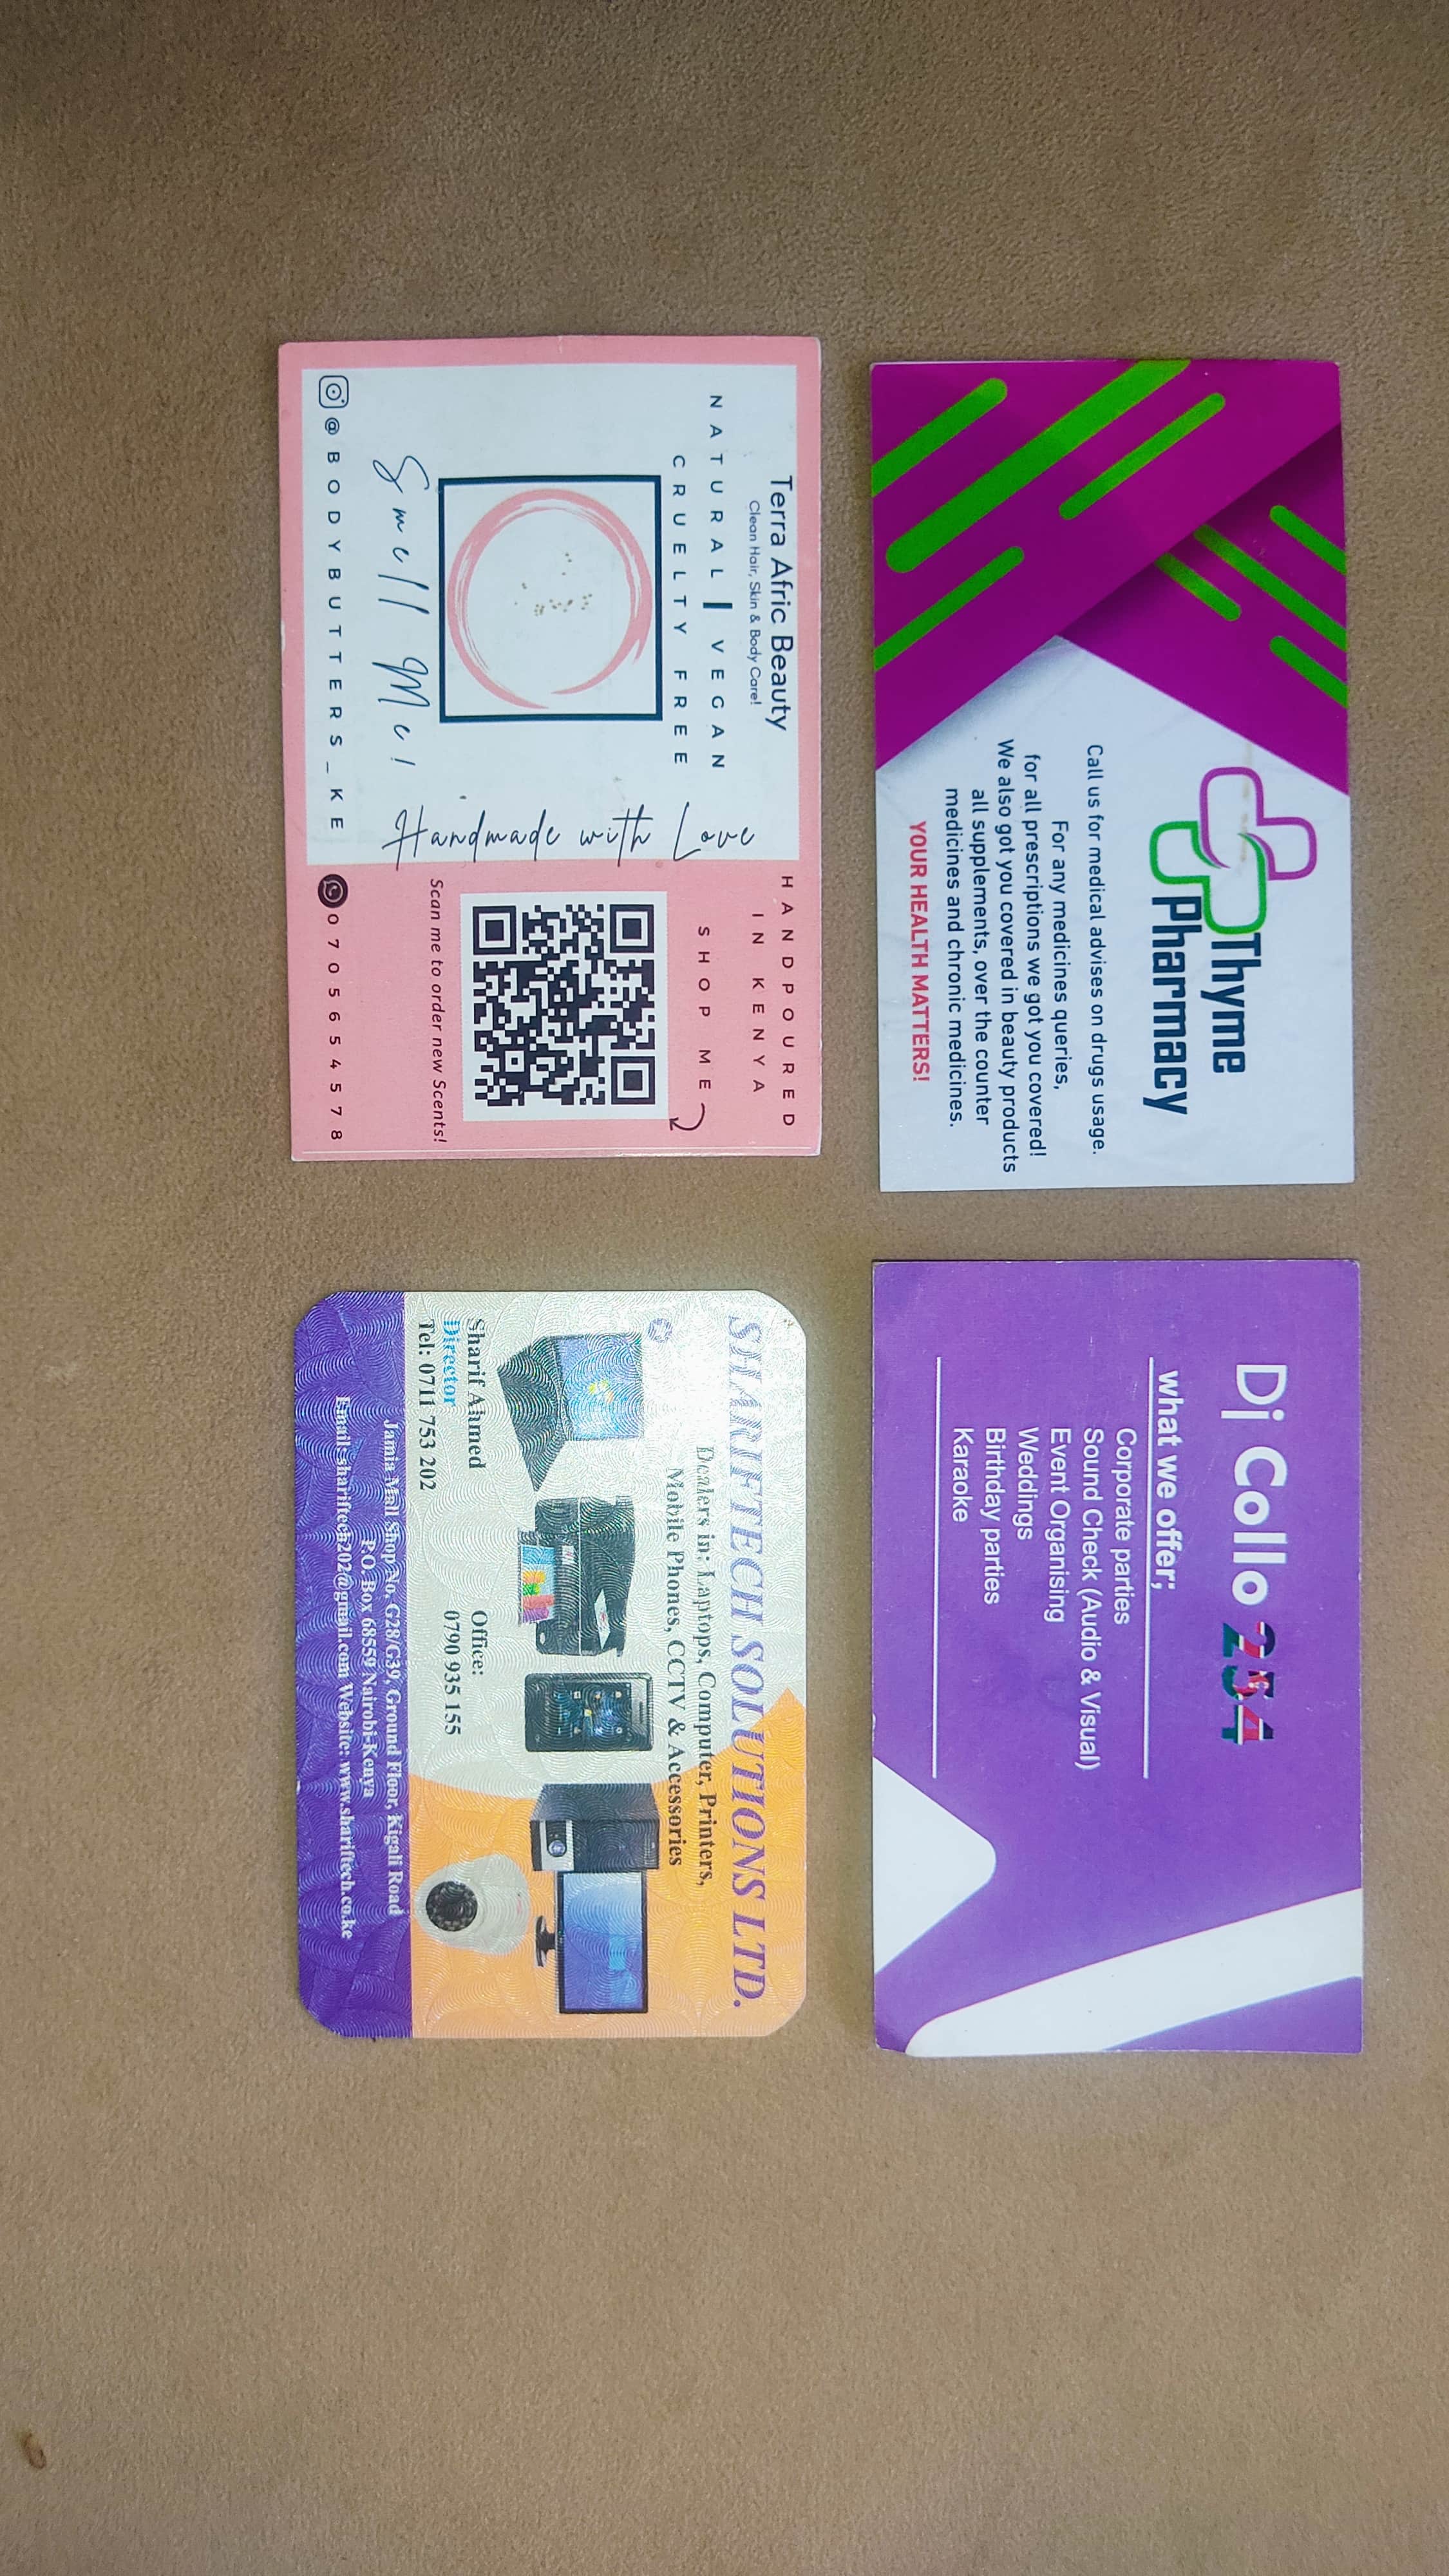 Thyme
Pharmacy
Call us for medical advises on drugs usage.
For any medicines queries,
for all prescriptions we got you covered!
We also got you covered in beauty products
all supplements, over the counter
medicines and chronic medicines.
YOUR HEALTH MATTERS!
Dj Collo 254
what we offer;
Corporate parties
Sound Check (Audio & Visual)
Event Organising
Weddings
Birthday parties
Karaoke
Terra Afric Beauty
Clean Hair, Skin & Body Care!
NATURAL | VEGAN
CRUELTY FREE
Smell Me!
@BODYBUTTERS_KE
Handmade with Love
HANDPOURED
IN KENYA
SHOP ME
Scan me to order new Scents!
0705654578
SHARIFTECH SOLUTIONS LTD.
Dealers in: Laptops, Computer, Printers,
Mobile Phones, CCTV & Accessories
Sharif Ahmed
Director
Tel: 0711 753 202
Office:
0790 935 155
Jamia Mall Shop No. G28/G39, Ground Floor, Kigali Road
P.O. Box 68559 Nairobi-Kenya
Email: shariftech202@gmail.com Website: www.shariftech.co.ke